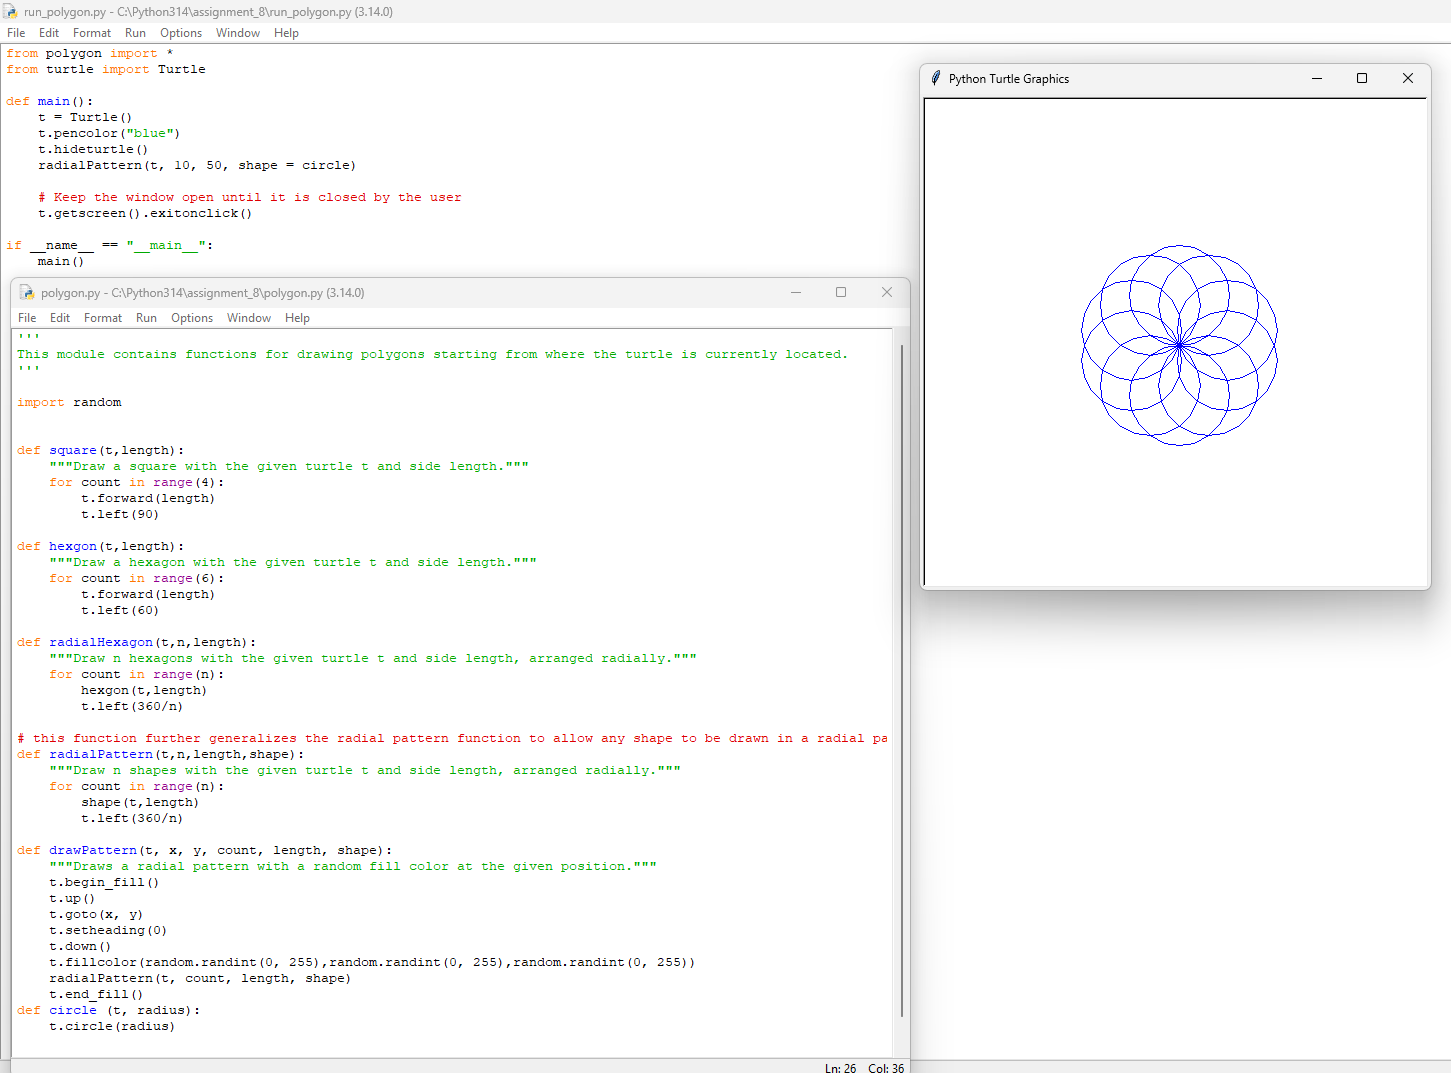 run_polygon.py - C:\Python314\assignment_8\run_polygon.py (3.14.0)
File Edit Format Run Options Window Help
from polygon import *
from turtle import Turtle

def main():
    t = Turtle()
    t.pencolor("blue")
    t.hideturtle()
    radialPattern(t, 10, 50, shape = circle)

    # Keep the window open until it is closed by the user
    t.getscreen().exitonclick()

if __name__ == "__main__":
    main()
Python Turtle Graphics
polygon.py - C:\Python314\assignment_8\polygon.py (3.14.0)
File Edit Format Run Options Window Help
'''
This module contains functions for drawing polygons starting from where the turtle is currently located.
'''

import random


def square(t,length):
    """Draw a square with the given turtle t and side length."""
    for count in range(4):
        t.forward(length)
        t.left(90)

def hexgon(t,length):
    """Draw a hexagon with the given turtle t and side length."""
    for count in range(6):
        t.forward(length)
        t.left(60)

def radialHexagon(t,n,length):
    """Draw n hexagons with the given turtle t and side length, arranged radially."""
    for count in range(n):
        hexgon(t,length)
        t.left(360/n)

# this function further generalizes the radial pattern function to allow any shape to be drawn in a radial pa
def radialPattern(t,n,length,shape):
    """Draw n shapes with the given turtle t and side length, arranged radially."""
    for count in range(n):
        shape(t,length)
        t.left(360/n)

def drawPattern(t, x, y, count, length, shape):
    """Draws a radial pattern with a random fill color at the given position."""
    t.begin_fill()
    t.up()
    t.goto(x, y)
    t.setheading(0)
    t.down()
    t.fillcolor(random.randint(0, 255),random.randint(0, 255),random.randint(0, 255))
    radialPattern(t, count, length, shape)
    t.end_fill()
def circle (t, radius):
    t.circle(radius)
Ln: 26 Col: 36